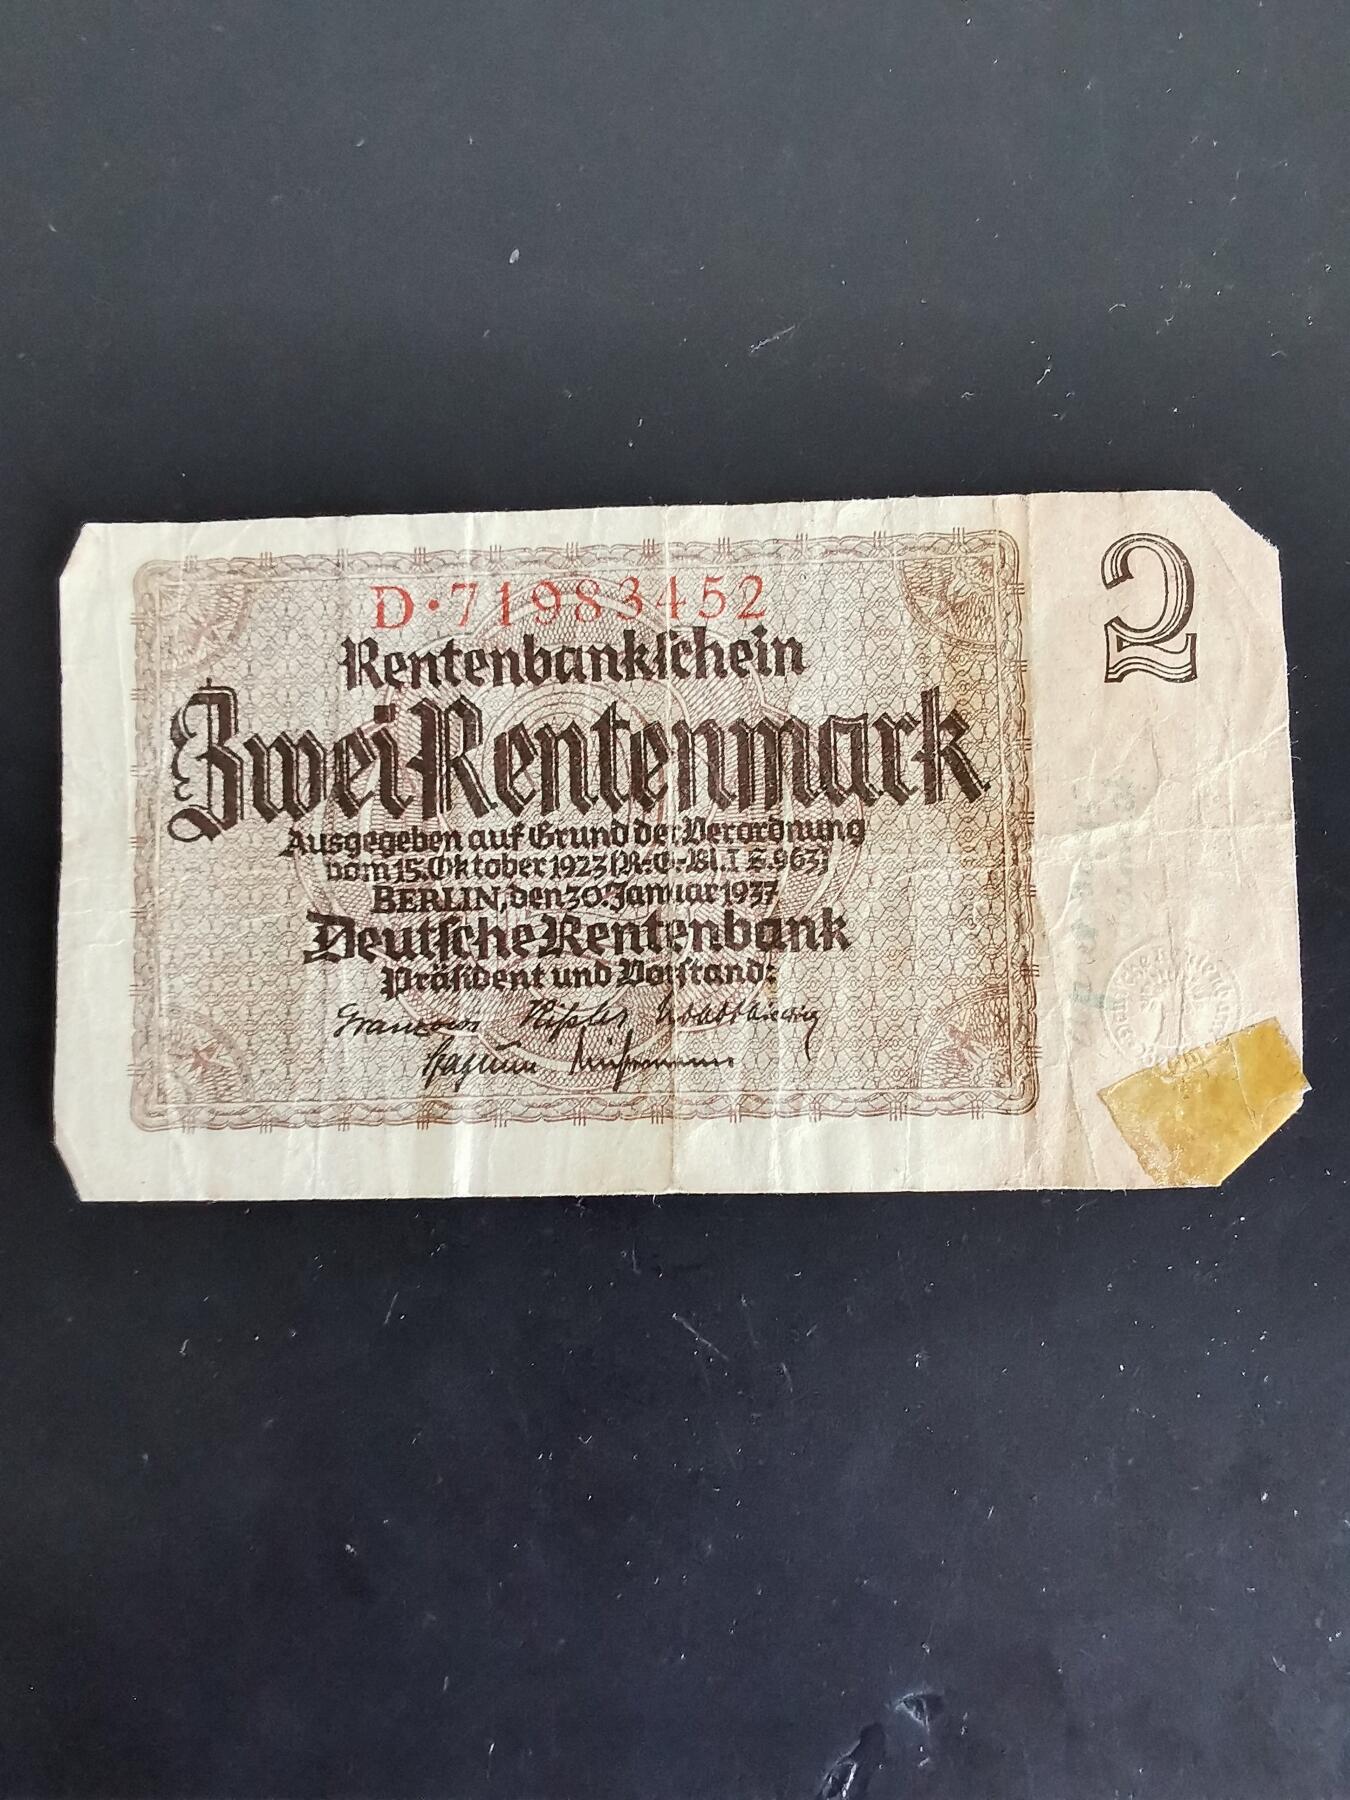 D·71983452
2
Rentenbankschein
Zwei Rentenmark
Ausgegeben auf Grund der Verordnung
vom 15. Oktober 1923 (R.-G.-Bl. I S. 963)
BERLIN, den 30. Januar 1937
Deutsche Rentenbank
Präsident und Vorstand: